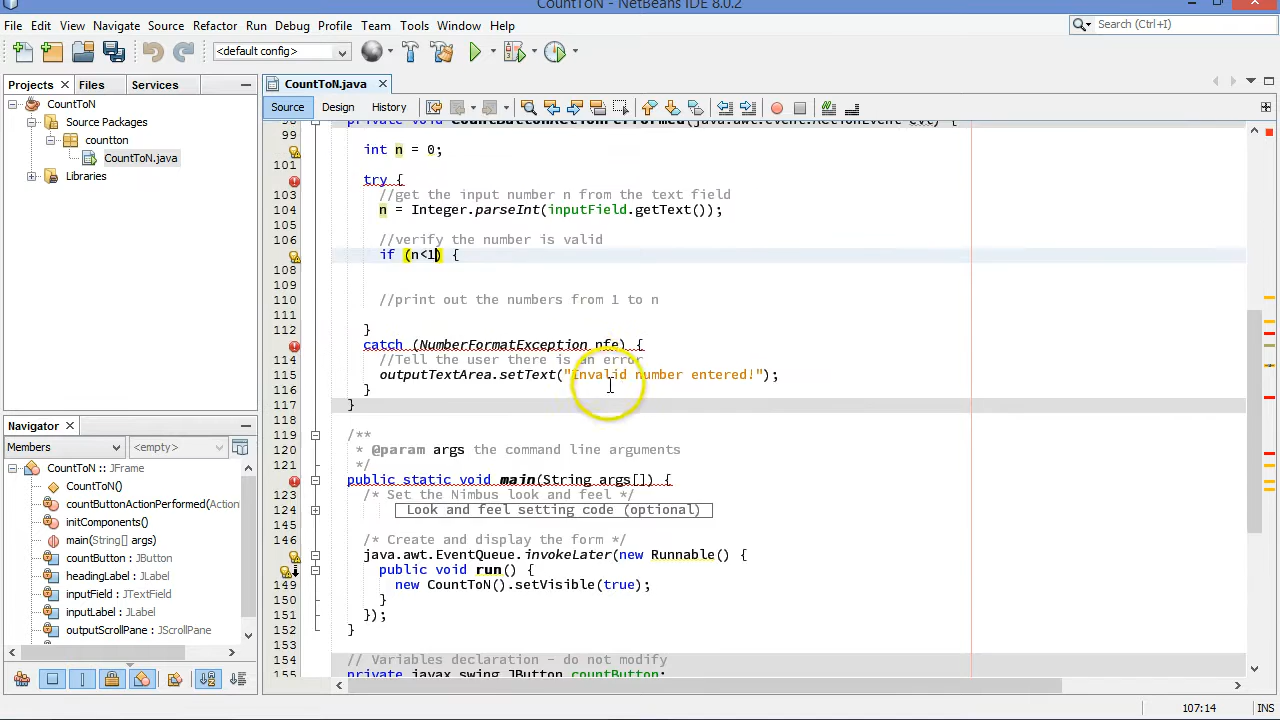 CountToN - NetBeans IDE 8.0.2
File Edit View Navigate Source Refactor Run Debug Profile Team Tools Window Help
Search (Ctrl+I)
<default config>
Projects Files Services
CountToN.java
CountToN
Source Packages
countton
CountToN.java
Libraries
Source Design History
private void countButtonActionPerformed(java.awt.event.ActionEvent evt) {
99
int n = 0;
101
try {
103 //get the input number n from the text field
104 n = Integer.parseInt(inputField.getText());
105
106 //verify the number is valid
if (n<1) {
108
109
110 //print out the numbers from 1 to n
111
112 }
catch (NumberFormatException nfe) {
114 //Tell the user there is an error
115 outputTextArea.setText("Invalid number entered!");
116 }
117 }
118
119 /**
120 * @param args the command line arguments
121 */
public static void main(String args[]) {
123 /* Set the Nimbus look and feel */
124 Look and feel setting code (optional)
145
146 /* Create and display the form */
java.awt.EventQueue.invokeLater(new Runnable() {
public void run() {
149 new CountToN().setVisible(true);
150 }
151 });
152 }
153
154 // Variables declaration - do not modify
155 private javax.swing.JButton countButton;
Navigator
Members <empty>
CountToN :: JFrame
CountToN()
countButtonActionPerformed(Action
initComponents()
main(String[] args)
countButton : JButton
headingLabel : JLabel
inputField : JTextField
inputLabel : JLabel
outputScrollPane : JScrollPane
107:14 INS